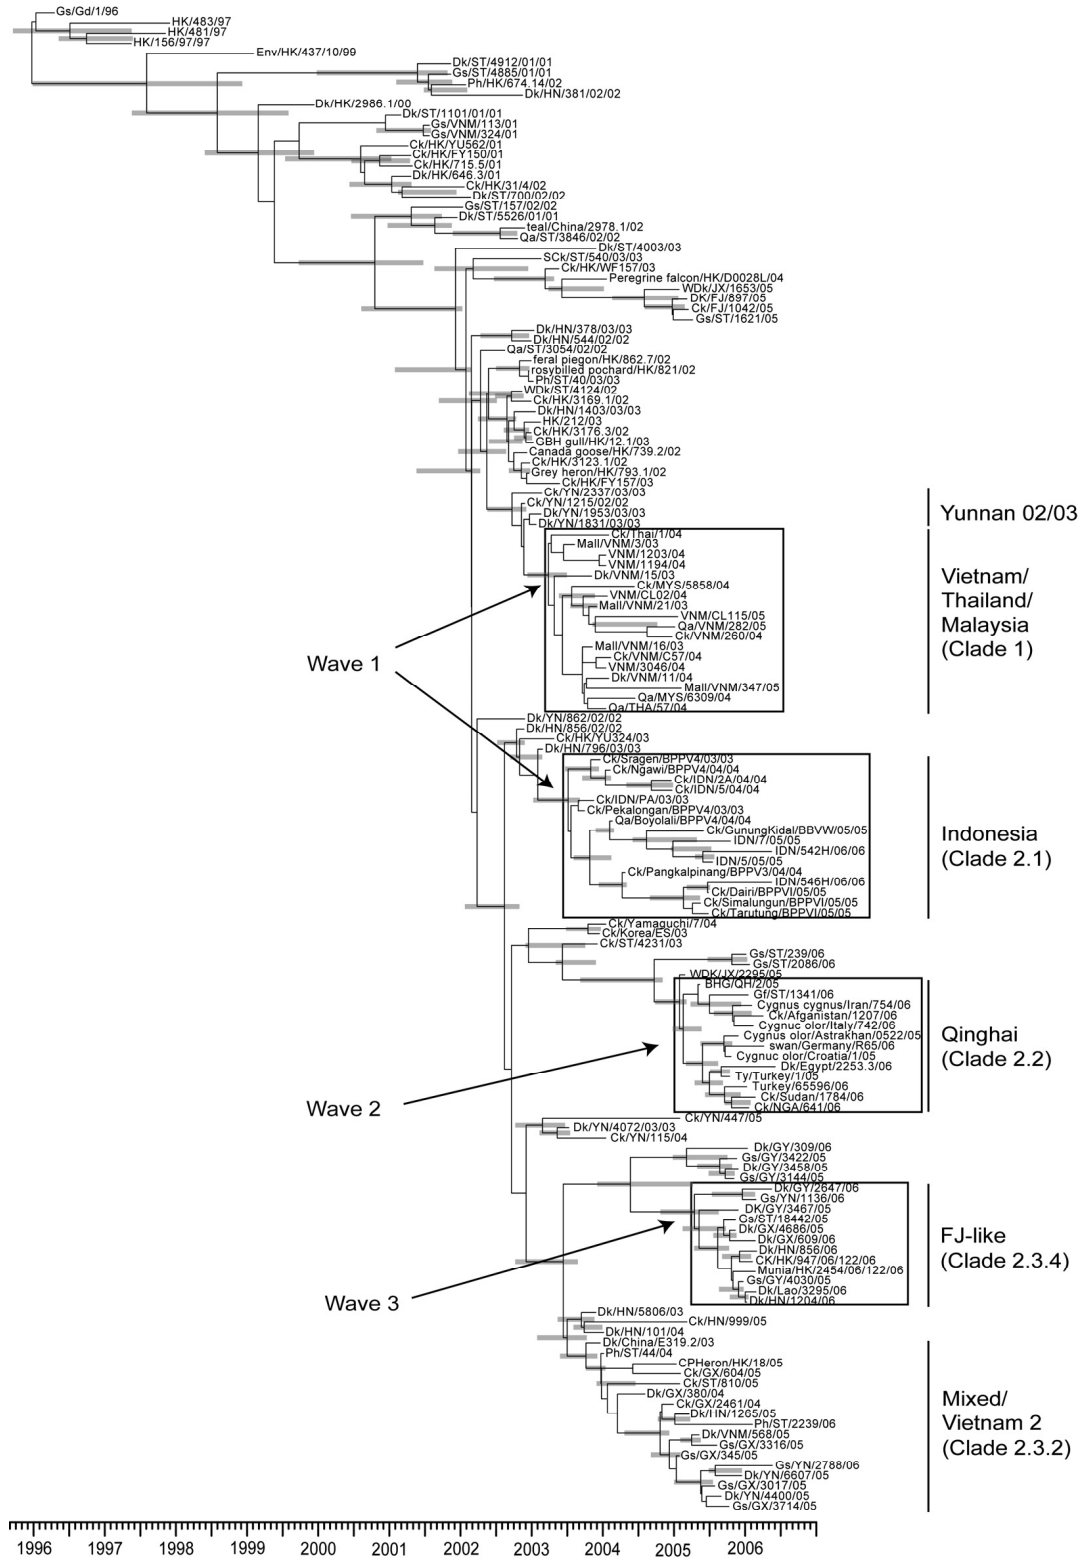 Gs/Gd/1/96
HK/483/97
HK/481/97
HK/156/97/97
Env/HK/437/10/99
Dk/ST/4912/01/01
Gs/ST/4885/01/01
Ph/HK/674.14/02
Dk/HN/381/02/02
Dk/HK/2986.1/00
Dk/ST/1101/01/01
Gs/VNM/113/01
Gs/VNM/324/01
Ck/HK/YU562/01
Ck/HK/FY150/01
Ck/HK/715.5/01
Dk/HK/646.3/01
Ck/HK/31/4/02
Dk/ST/700/02/02
Gs/ST/157/02/02
Dk/ST/5526/01/01
teal/China/2978.1/02
Qa/ST/3846/02/02
Dk/ST/4003/03
SCk/ST/540/03/03
Ck/HK/WF157/03
Peregrine falcon/HK/D0028L/04
WDk/JX/1653/05
DK/FJ/897/05
Ck/FJ/1042/05
Gs/ST/1621/05
Dk/HN/378/03/03
Dk/HN/544/02/02
Qa/ST/3054/02/02
feral piegon/HK/862.7/02
rosybilled pochard/HK/821/02
Ph/ST/40/03/03
WDk/ST/4124/02
Ck/HK/3169.1/02
Dk/HN/1403/03/03
HK/212/03
Ck/HK/3176.3/02
GBH gull/HK/12.1/03
Canada goose/HK/739.2/02
Ck/HK/3123.1/02
Grey heron/HK/793.1/02
Ck/HK/FY157/03
Ck/YN/2337/03/03
Ck/YN/1215/02/02
Dk/YN/1953/03/03
Dk/YN/1831/03/03
Yunnan 02/03
Ck/Thai/1/04
Mall/VNM/3/03
VNM/1203/04
VNM/1194/04
Dk/VNM/15/03
Ck/MYS/5858/04
VNM/CL02/04
Mall/VNM/21/03
VNM/CL115/05
Qa/VNM/282/05
Ck/VNM/260/04
Mall/VNM/16/03
Ck/VNM/C57/04
VNM/3046/04
Dk/VNM/11/04
Mall/VNM/347/05
Qa/MYS/6309/04
Qa/THA/57/04
Vietnam/
Thailand/
Malaysia
(Clade 1)
Wave 1
Dk/YN/862/02/02
Dk/HN/856/02/02
Ck/HK/YU324/03
Dk/HN/796/03/03
Ck/Sragen/BPPV4/03/03
Ck/Ngawi/BPPV4/04/04
Ck/IDN/2A/04/04
Ck/IDN/5/04/04
Ck/IDN/PA/03/03
Ck/Pekalongan/BPPV4/03/03
Qa/Boyolali/BPPV4/04/04
Ck/GunungKidal/BBVW/05/05
IDN/7/05/05
IDN/542H/06/06
IDN/5/05/05
Ck/Pangkalpinang/BPPV3/04/04
IDN/546H/06/06
Ck/Dairi/BPPVI/05/05
Ck/Simalungun/BPPVI/05/05
Ck/Tarutung/BPPVI/05/05
Indonesia
(Clade 2.1)
Ck/Yamaguchi/7/04
Ck/Korea/ES/03
Ck/ST/4231/03
Gs/ST/239/06
Gs/ST/2086/06
WDK/JX/2295/05
BHG/QH/2/05
Gf/ST/1341/06
Cygnus cygnus/Iran/754/06
Ck/Afganistan/1207/06
Cygnuc olor/Italy/742/06
Cygnus olor/Astrakhan/0522/05
swan/Germany/R65/06
Cygnuc olor/Croatia/1/05
Dk/Egypt/2253.3/06
Ty/Turkey/1/05
Turkey/65596/06
Ck/Sudan/1784/06
Ck/NGA/641/06
Qinghai
(Clade 2.2)
Wave 2
Ck/YN/447/05
Dk/YN/4072/03/03
Ck/YN/115/04
Dk/GY/309/06
Gs/GY/3422/05
Dk/GY/3458/05
Gs/GY/3144/05
Dk/GY/2647/06
Gs/YN/1136/06
DK/GY/3467/05
Gs/ST/18442/05
Dk/GX/4686/05
Dk/GX/609/06
Dk/HN/856/06
CK/HK/947/06/122/06
Munia/HK/2454/06/122/06
Gs/GY/4030/05
Dk/Lao/3295/06
Dk/HN/1204/06
FJ-like
(Clade 2.3.4)
Wave 3
Dk/HN/5806/03
Ck/HN/999/05
Dk/HN/101/04
Dk/China/E319.2/03
Ph/ST/44/04
CPHeron/HK/18/05
Ck/GX/604/05
Ck/ST/810/05
Dk/GX/380/04
Ck/GX/2461/04
Dk/HN/1265/05
Ph/ST/2239/06
Dk/VNM/568/05
Gs/GX/3316/05
Gs/GX/345/05
Gs/YN/2788/06
Dk/YN/6607/05
Gs/GX/3017/05
Dk/YN/4400/05
Gs/GX/3714/05
Mixed/
Vietnam 2
(Clade 2.3.2)
1996 1997 1998 1999 2000 2001 2002 2003 2004 2005 2006